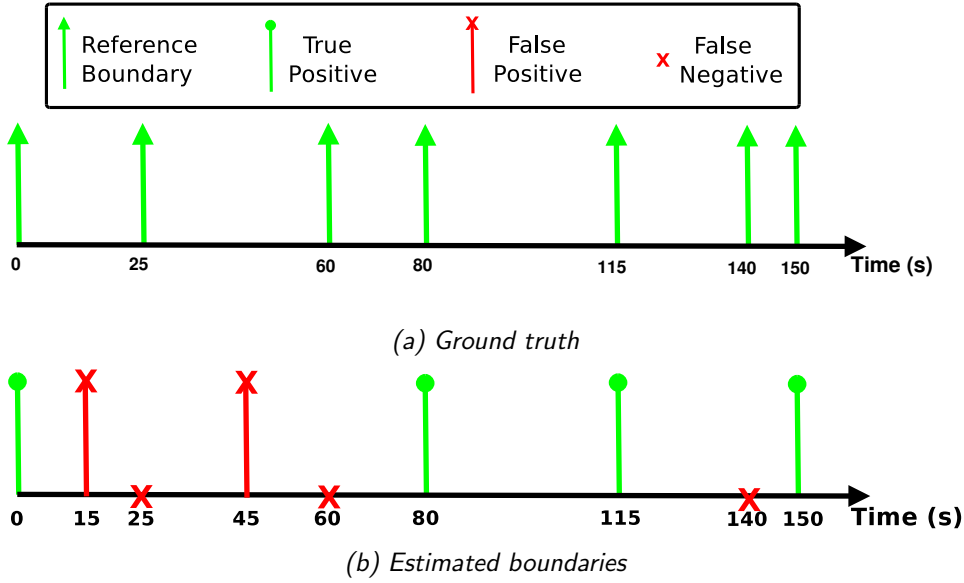 Reference Boundary
True Positive
False Positive
False Negative
0 25 60 80 115 140 150 Time (s)
(a) Ground truth
0 15 25 45 60 80 115 140 150 Time (s)
(b) Estimated boundaries